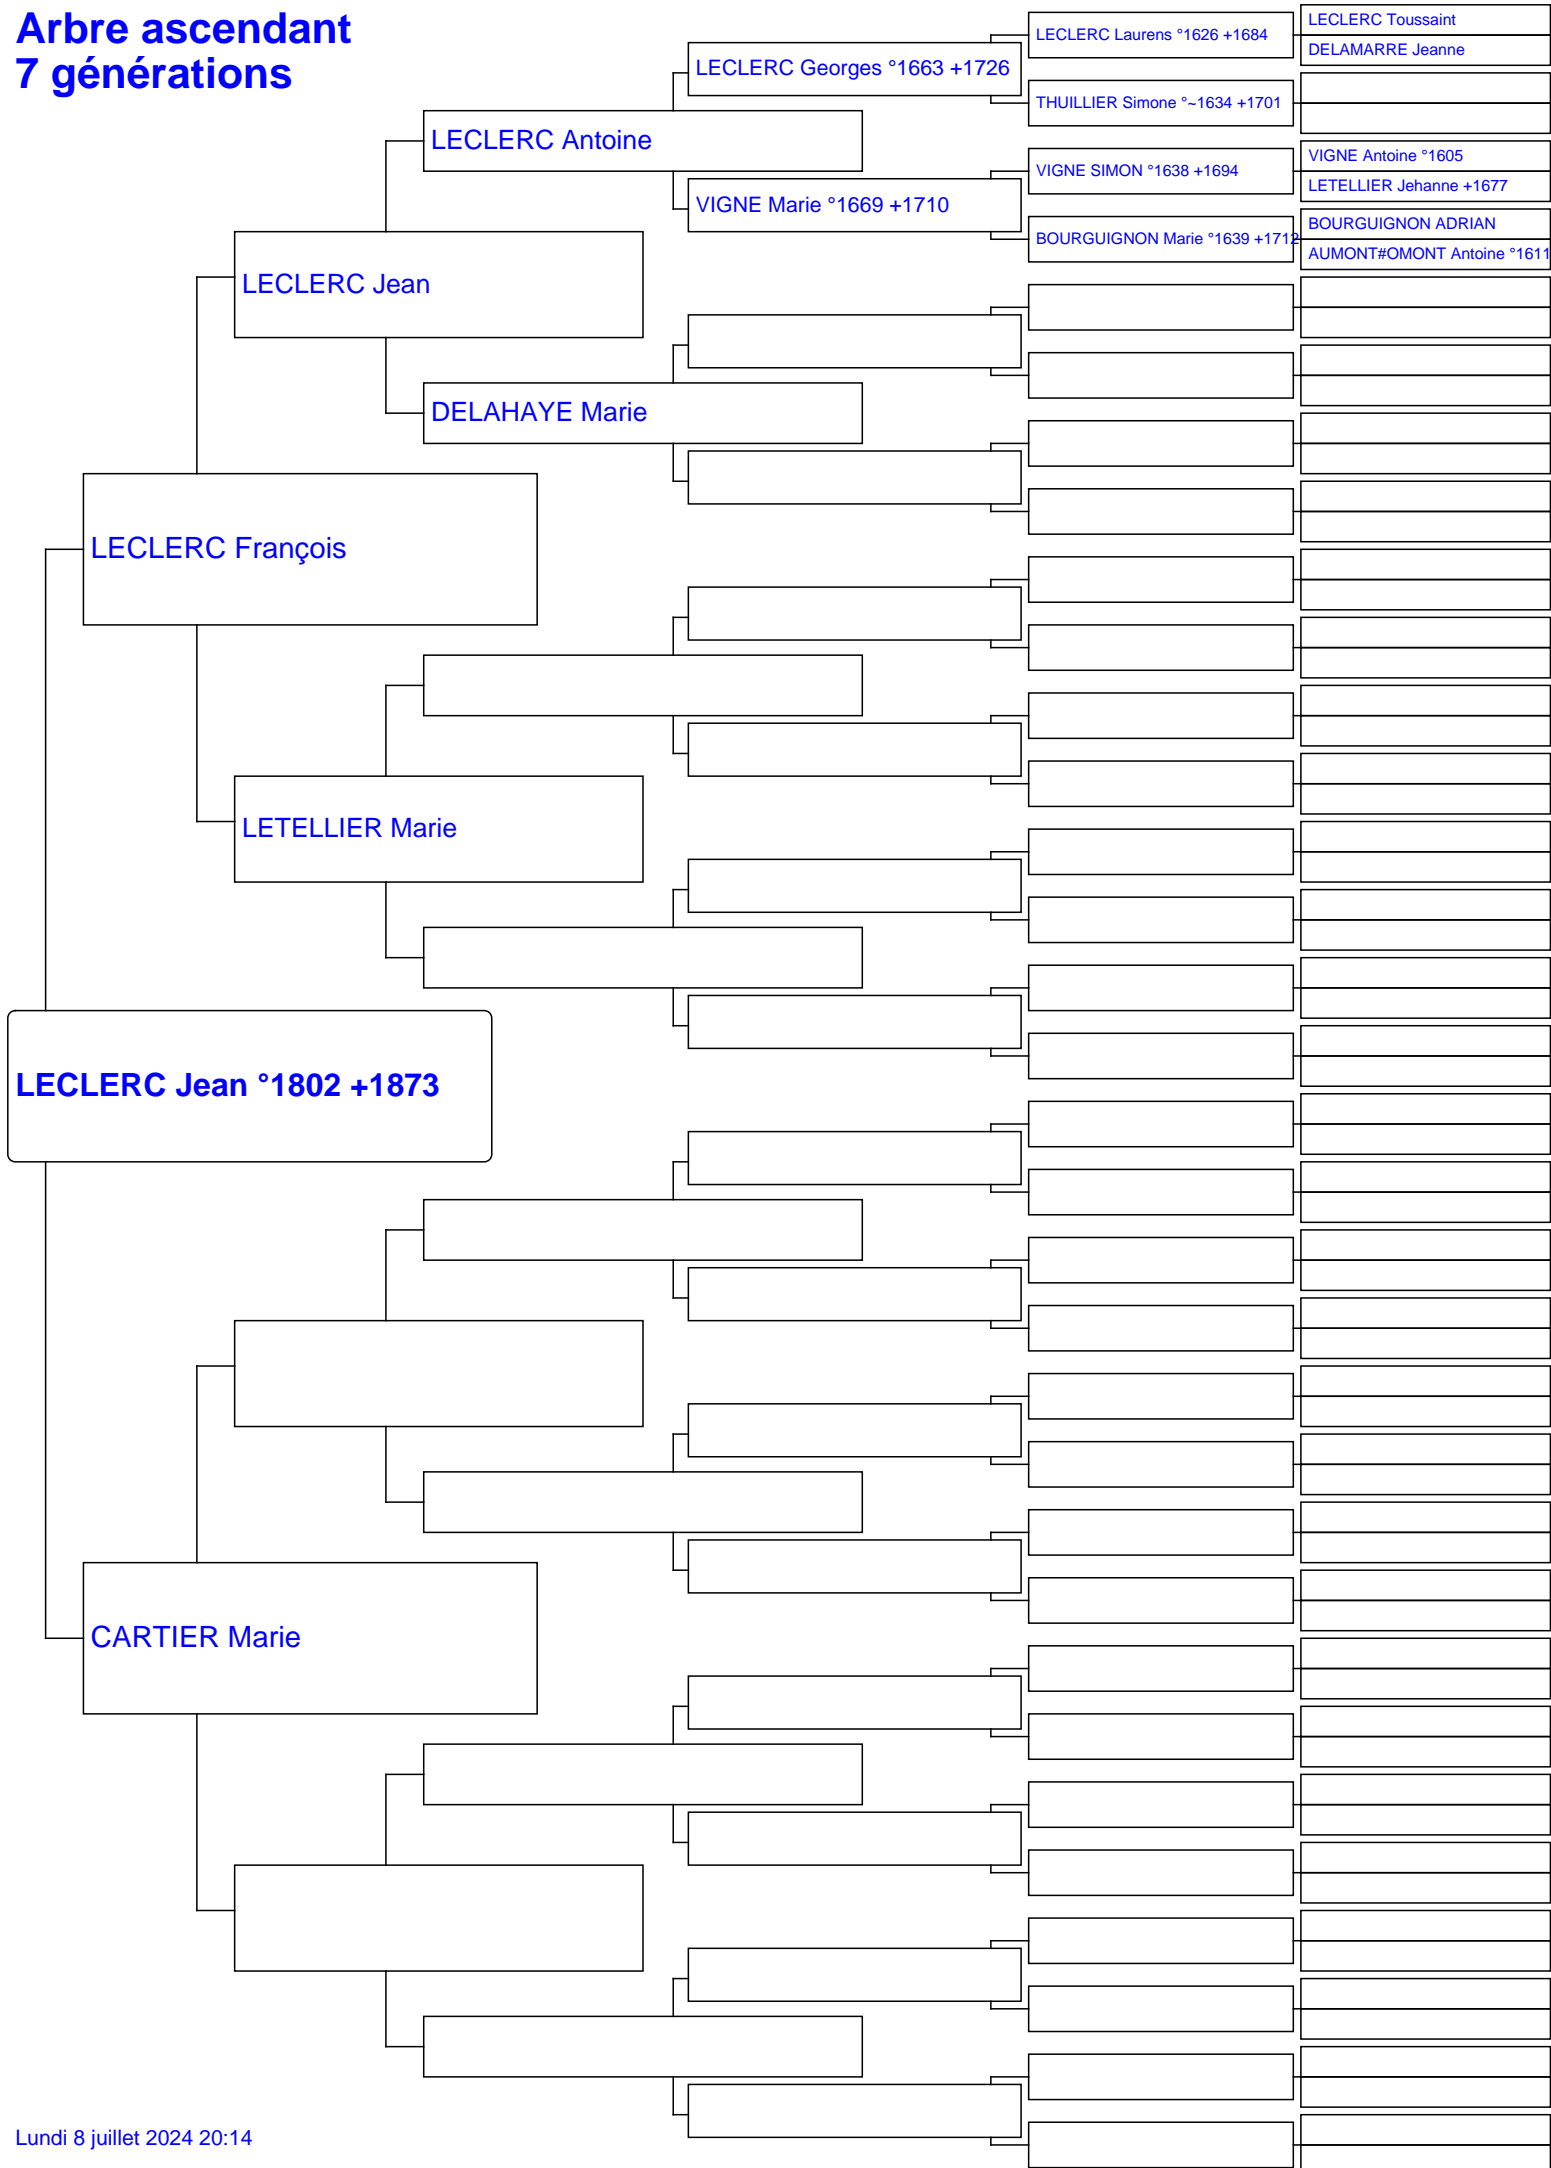 Arbre ascendant
7 générations
LECLERC Toussaint
LECLERC Laurens °1626 +1684
DELAMARRE Jeanne
LECLERC Georges °1663 +1726
THUILLIER Simone °~1634 +1701
LECLERC Antoine
VIGNE Antoine °1605
VIGNE SIMON °1638 +1694
LETELLIER Jehanne +1677
VIGNE Marie °1669 +1710
BOURGUIGNON ADRIAN
BOURGUIGNON Marie °1639 +1712
AUMONT#OMONT Antoine °1611
LECLERC Jean
DELAHAYE Marie
LECLERC François
LETELLIER Marie
LECLERC Jean °1802 +1873
CARTIER Marie
Lundi 8 juillet 2024 20:14